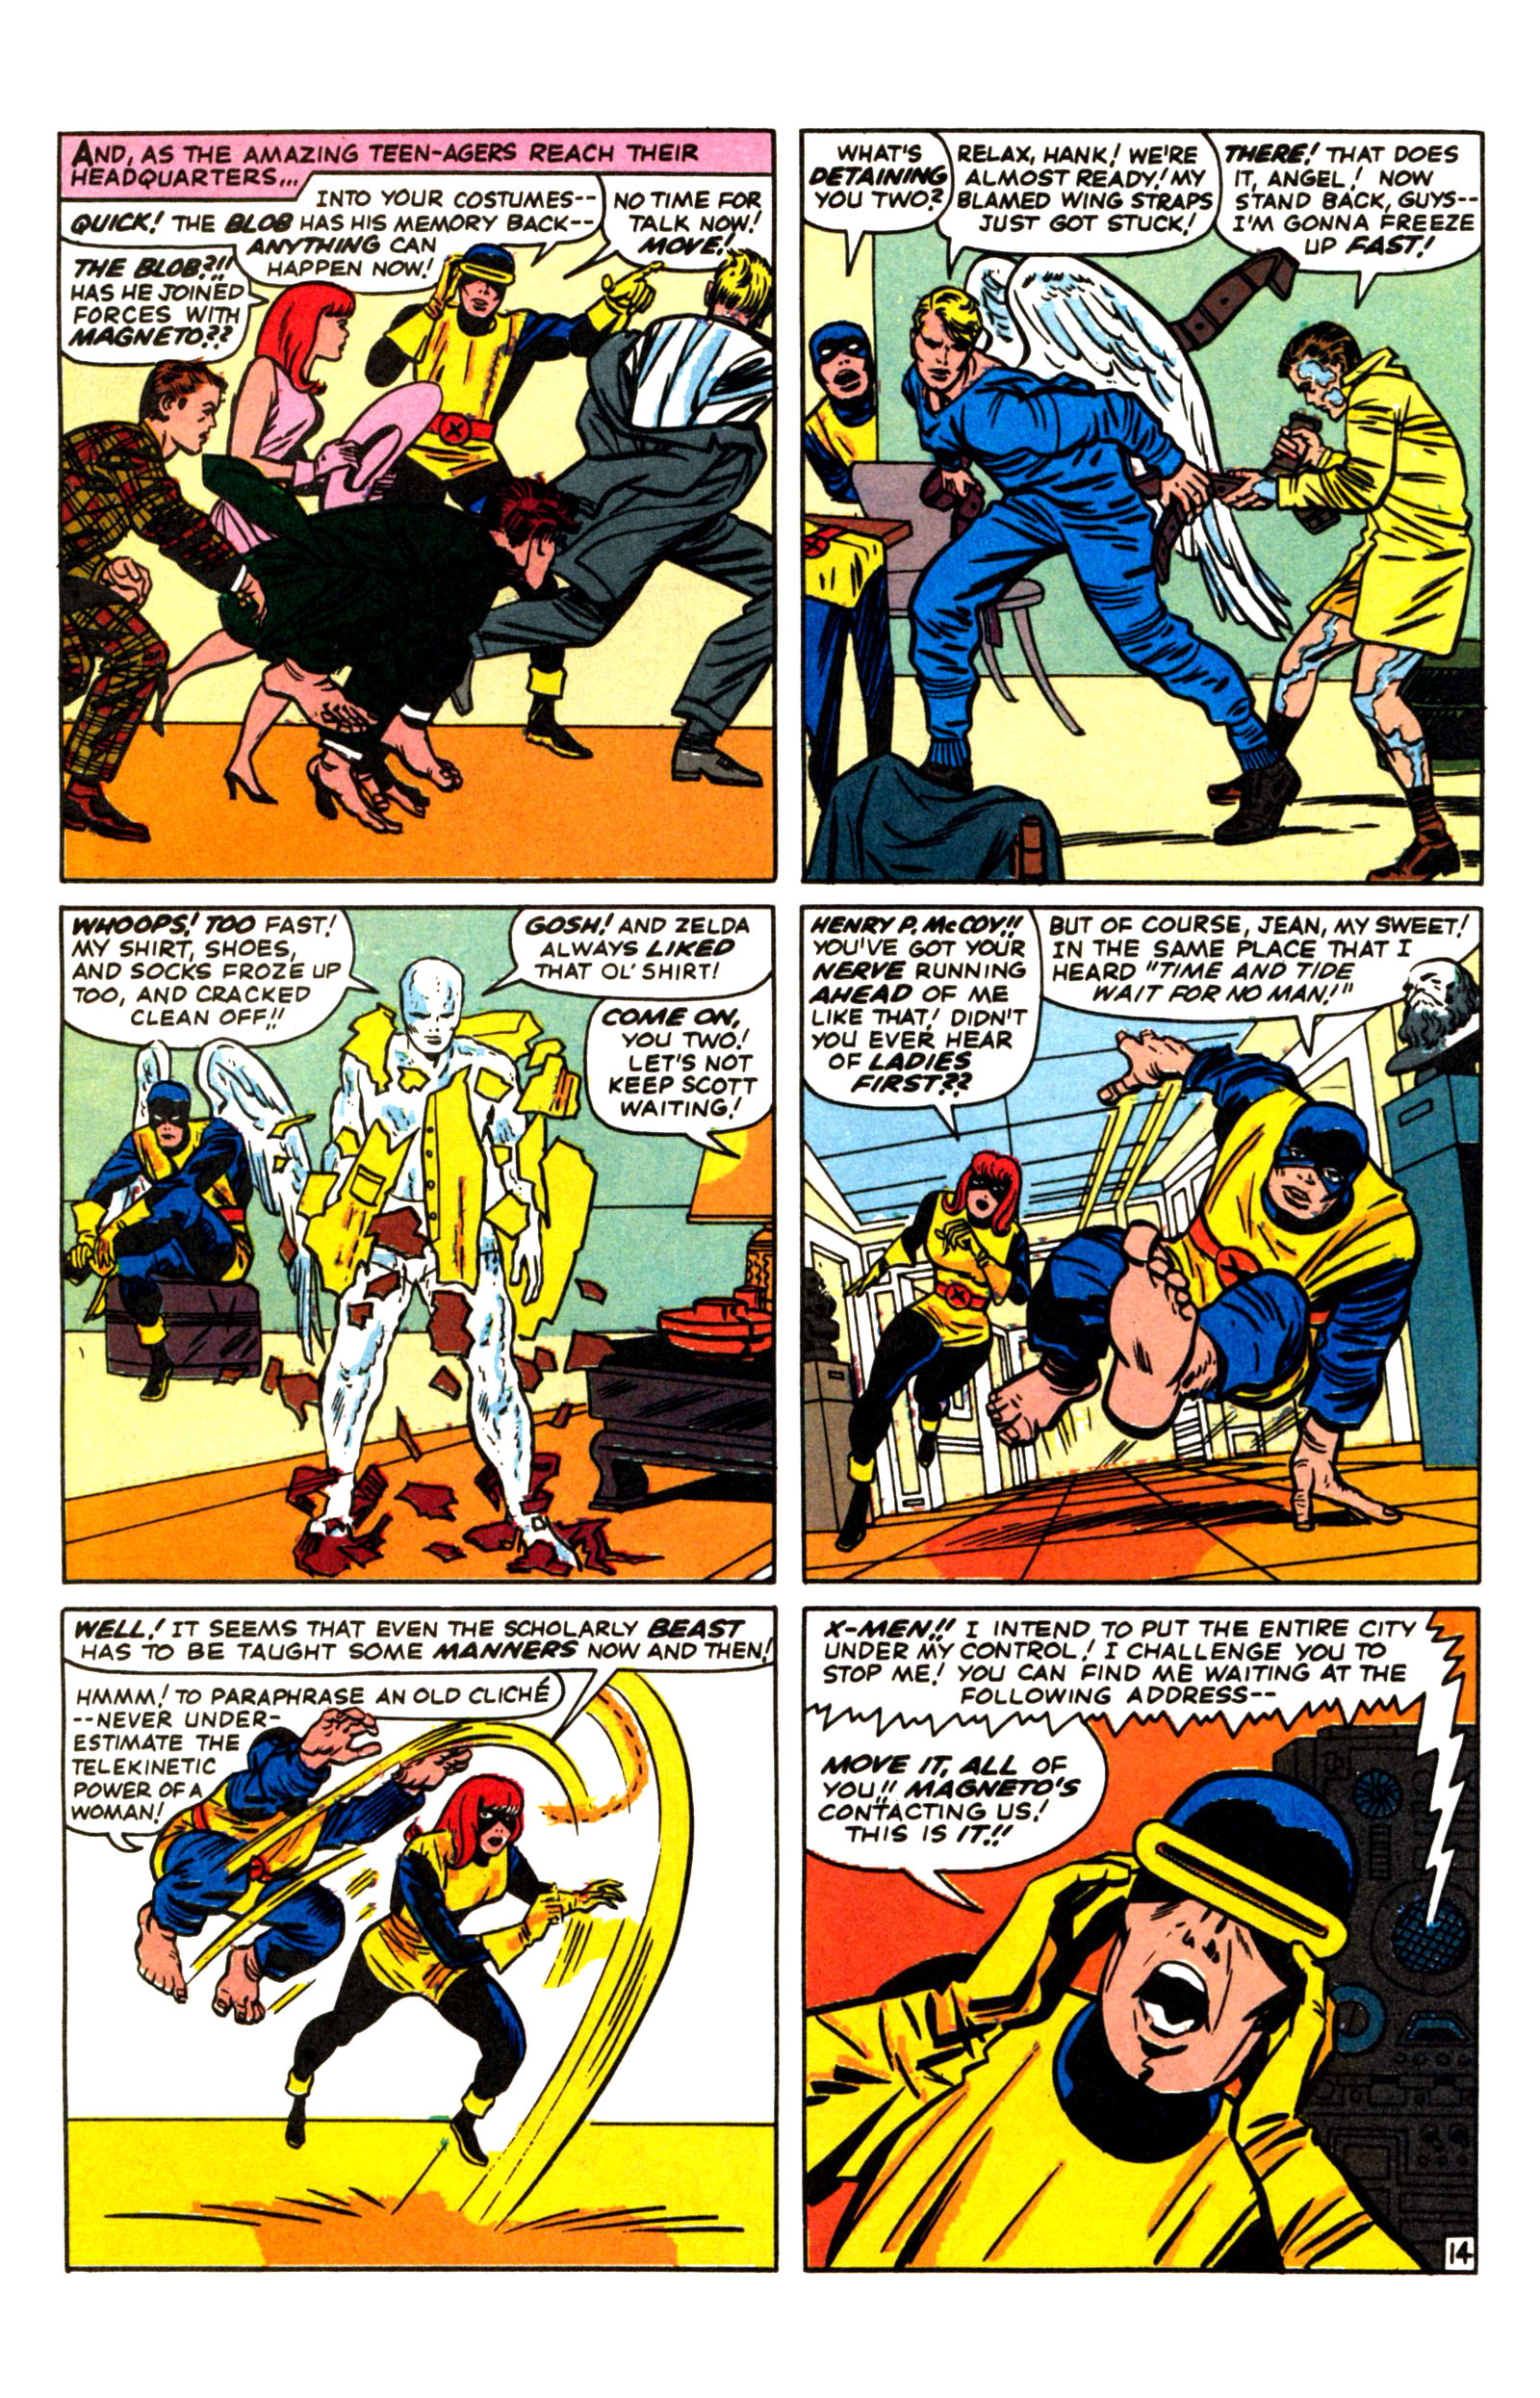 AND, AS THE AMAZING TEEN-AGERS REACH THEIR
HEADQUARTERS...
INTO YOUR COSTUMES--
QUICK! THE BLOB HAS HIS MEMORY BACK--
ANYTHING CAN
HAPPEN NOW!
NO TIME FOR
TALK NOW!
MOVE!
THE BLOB?!!
HAS HE JOINED
FORCES WITH
MAGNETO??
WHAT'S
DETAINING
YOU TWO?
RELAX, HANK! WE'RE
ALMOST READY! MY
BLAMED WING STRAPS
JUST GOT STUCK!
THERE! THAT DOES
IT, ANGEL! NOW
STAND BACK, GUYS--
I'M GONNA FREEZE
UP FAST!
WHOOPS! TOO FAST!
MY SHIRT, SHOES,
AND SOCKS FROZE UP
TOO, AND CRACKED
CLEAN OFF!!
GOSH! AND ZELDA
ALWAYS LIKED
THAT OL' SHIRT!
COME ON,
YOU TWO!
LET'S NOT
KEEP SCOTT
WAITING!
HENRY P. McCOY!!
YOU'VE GOT YOUR
NERVE RUNNING
AHEAD OF ME
LIKE THAT! DIDN'T
YOU EVER HEAR
OF LADIES
FIRST??
BUT OF COURSE, JEAN, MY SWEET!
IN THE SAME PLACE THAT I
HEARD "TIME AND TIDE
WAIT FOR NO MAN!"
WELL! IT SEEMS THAT EVEN THE SCHOLARLY BEAST
HAS TO BE TAUGHT SOME MANNERS NOW AND THEN!
HMMM! TO PARAPHRASE AN OLD CLICHÉ
--NEVER UNDER-
ESTIMATE THE
TELEKINETIC
POWER OF A
WOMAN!
X-MEN!! I INTEND TO PUT THE ENTIRE CITY
UNDER MY CONTROL! I CHALLENGE YOU TO
STOP ME! YOU CAN FIND ME WAITING AT THE
FOLLOWING ADDRESS--
MOVE IT, ALL OF
YOU!! MAGNETO'S
CONTACTING US!
THIS IS IT!!
14